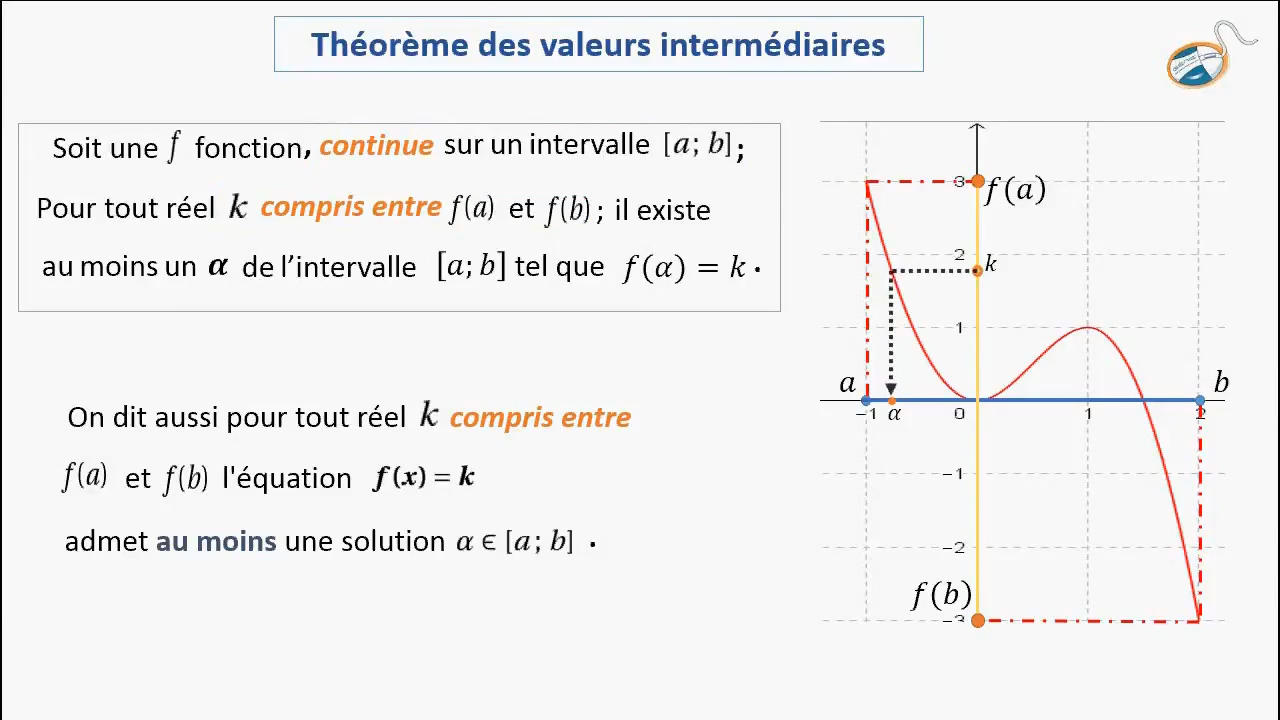 Théorème des valeurs intermédiaires
Soit une f fonction, continue sur un intervalle [a; b];
Pour tout réel k compris entre f(a) et f(b); il existe
au moins un α de l’intervalle [a; b] tel que f(α) = k.
On dit aussi pour tout réel k compris entre
f(a) et f(b) l'équation f(x) = k
admet au moins une solution α ∈ [a; b] .
3 f(a)
2 k
1
a b
−1 α 0 1 2
−1
−2
f(b)
−3